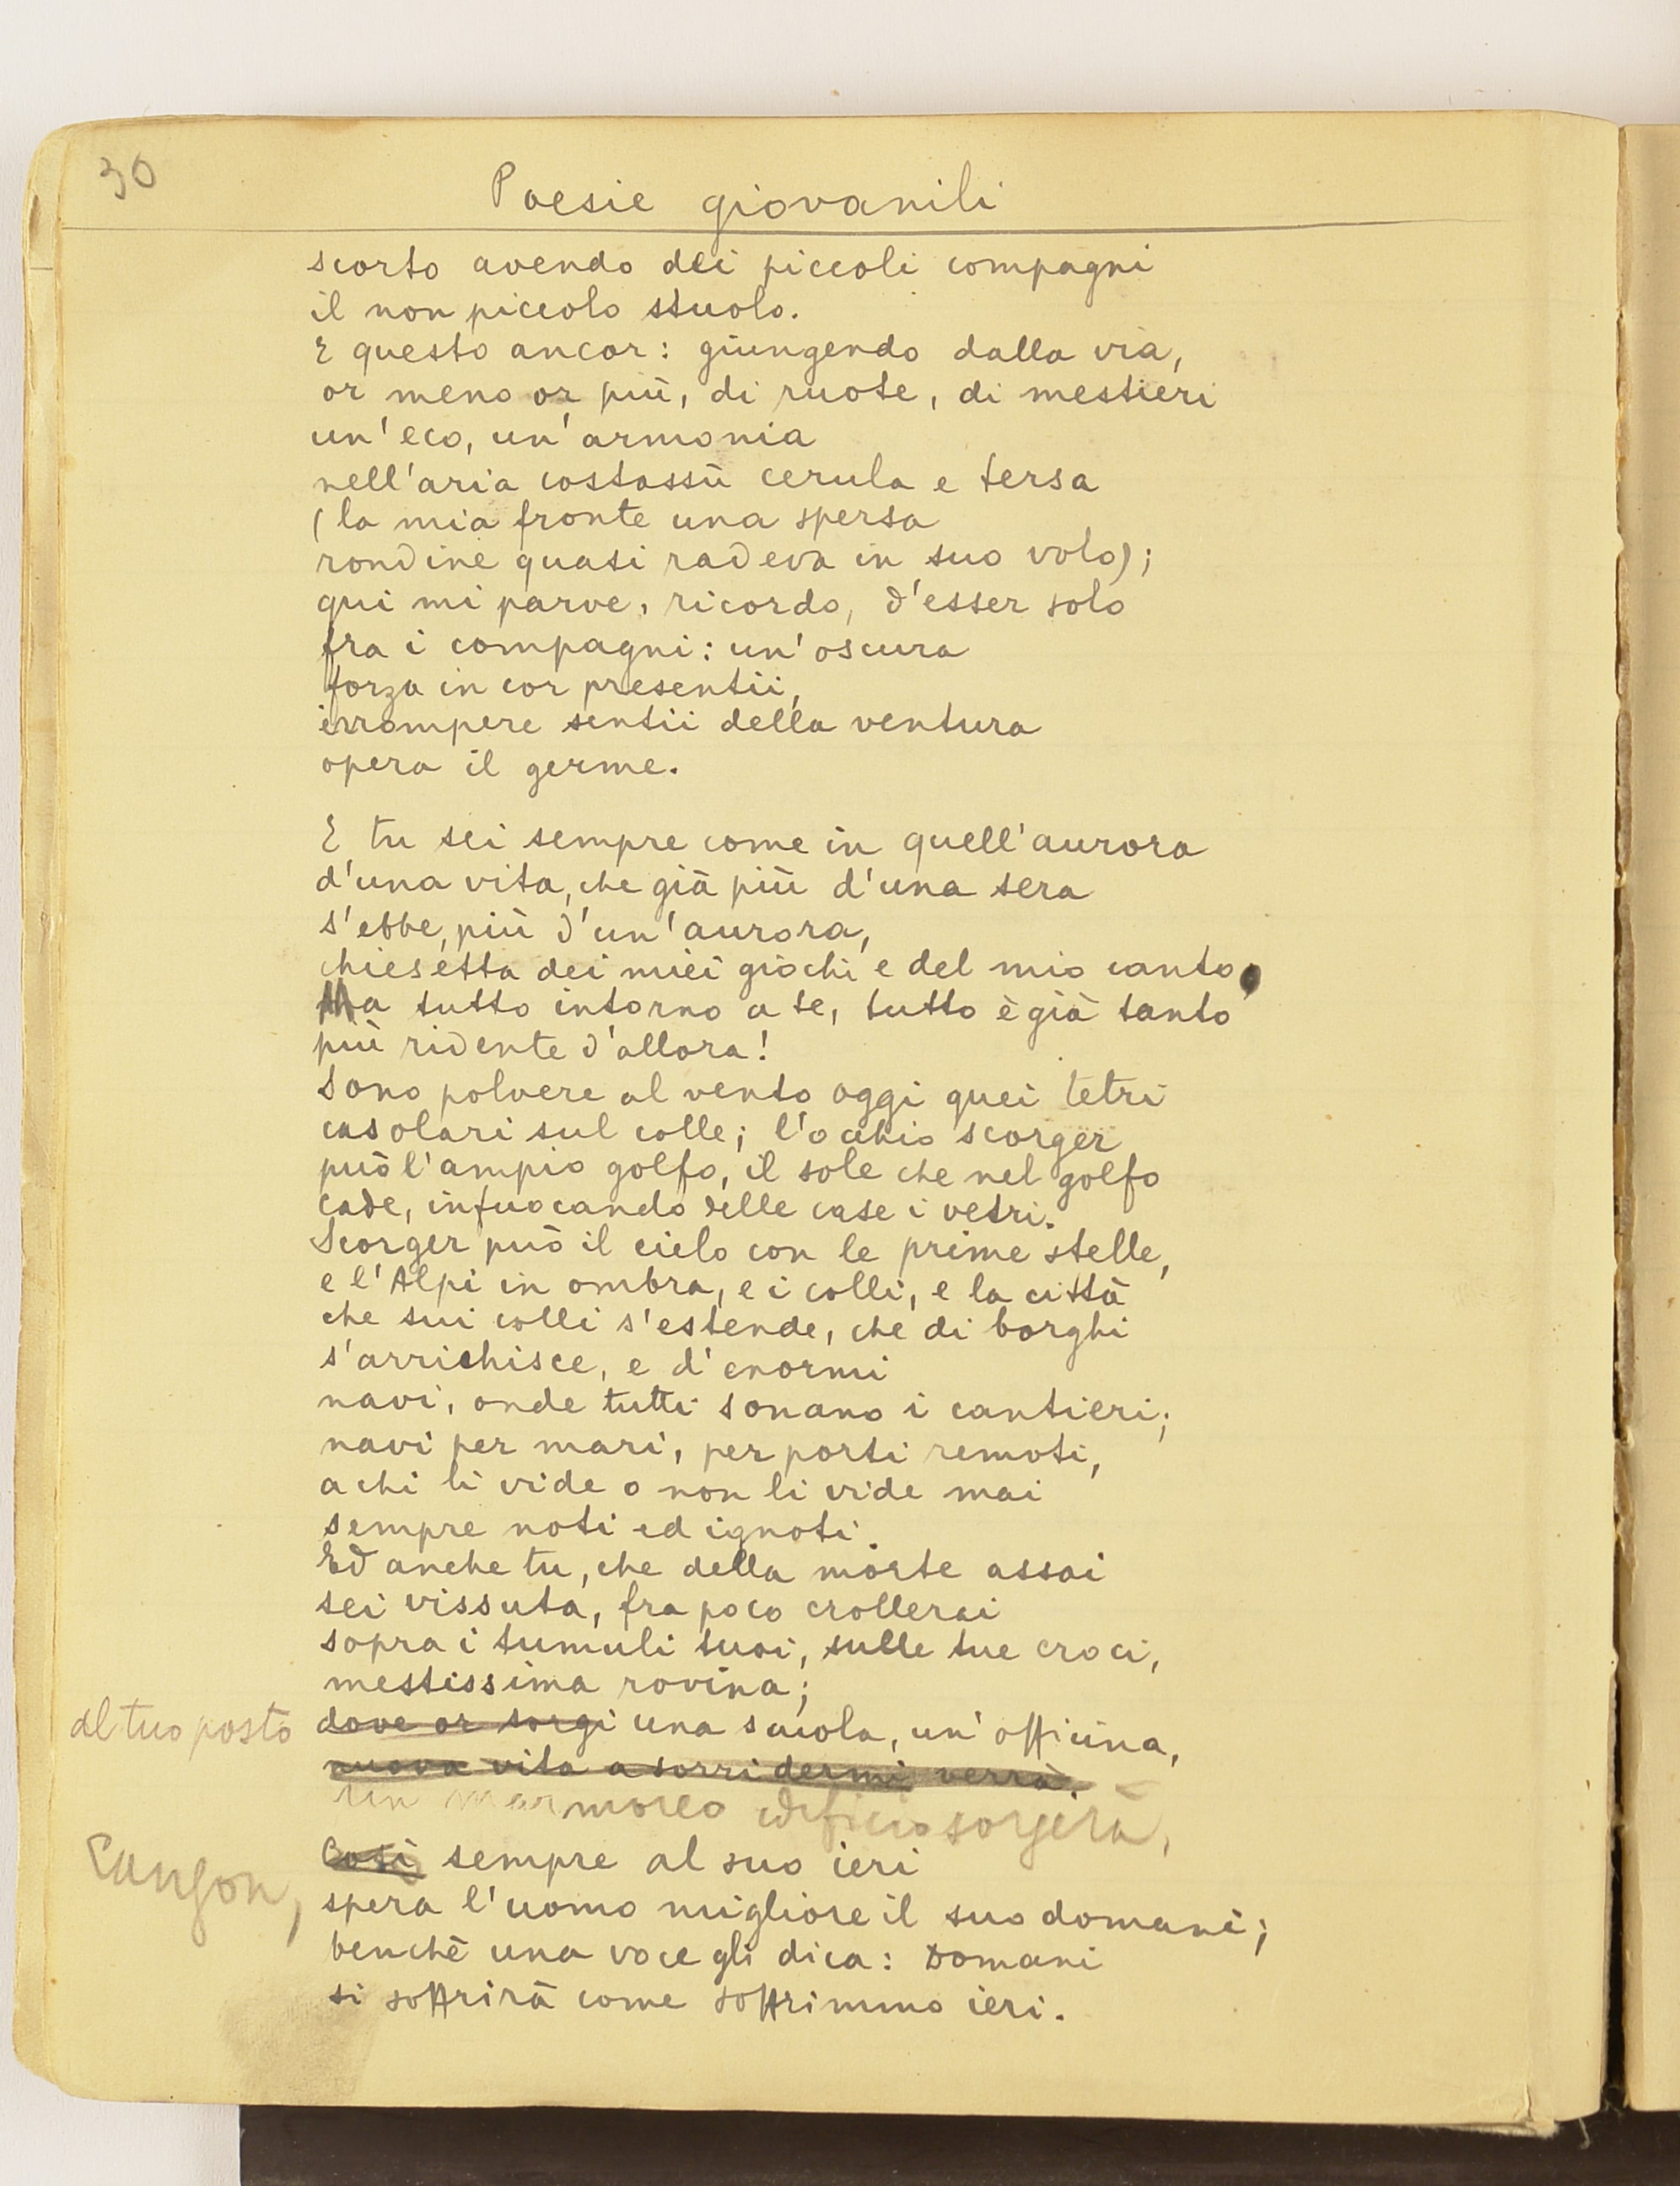 30
Poesie giovanili
scorto avendo dei piccoli compagni
il non piccolo stuolo.
E questo ancor: giungendo dalla via,
or meno or più, di ruote, di mestieri
un'eco, un'armonia
nell'aria costassù cerula e tersa
(la mia fronte una spersa
rondine quasi radeva in suo volo);
qui mi parve, ricordo, d'esser solo
fra i compagni: un'oscura
forza in cor presentii,
irrompere sentii della ventura
opera il germe.
E tu sei sempre come in quell'aurora
d'una vita, che già più d'una sera
s'ebbe, più d'un'aurora,
chiesetta dei miei giochi e del mio canto.
Ma tutto intorno a te, tutto è già tanto
più ridente d'allora!
Sono polvere al vento oggi quei tetri
casolari sul colle; l'occhio scorger
può l'ampio golfo, il sole che nel golfo
cade, infuocando delle case i vetri.
Scorger può il cielo con le prime stelle,
e l'Alpi in ombra, e i colli, e la città
che sui colli s'estende, che di borghi
s'arrichisce, e d'enormi
navi, onde tutti sonano i cantieri;
navi per mari, per porti remoti,
a chi li vide o non li vide mai
sempre noti ed ignoti.
Ed anche tu, che della morte assai
sei vissuta, fra poco crollerai
sopra i tumuli tuoi, sulle tue croci,
mestissima rovina;
al tuo posto dove or sorgi una scuola, un'officina,
nuova vita a sorridermi verrà.
un marmoreo edificio sorgerà,
Così sempre al suo ieri
spera l'uomo migliore il suo domani;
benchè una voce gli dica: Domani
si soffrirà come soffrimmo ieri.